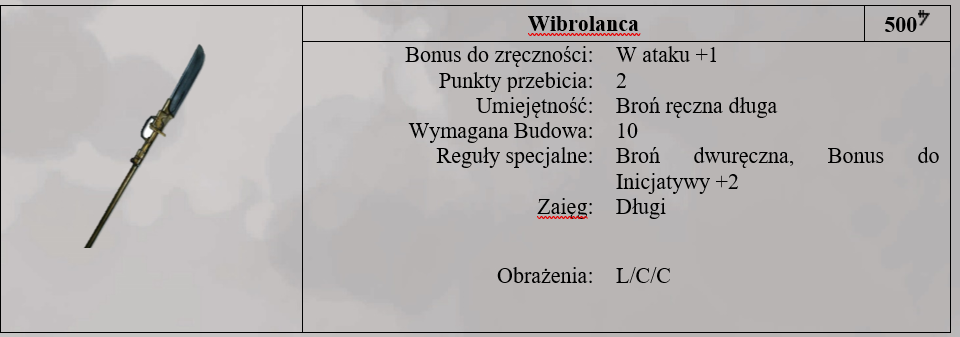 Wibrolanca 500
Bonus do zręczności: W ataku +1
Punkty przebicia: 2
Umiejętność: Broń ręczna długa
Wymagana Budowa: 10
Reguły specjalne: Broń dwuręczna, Bonus do
Inicjatywy +2
Zaięg: Długi
Obrażenia: L/C/C